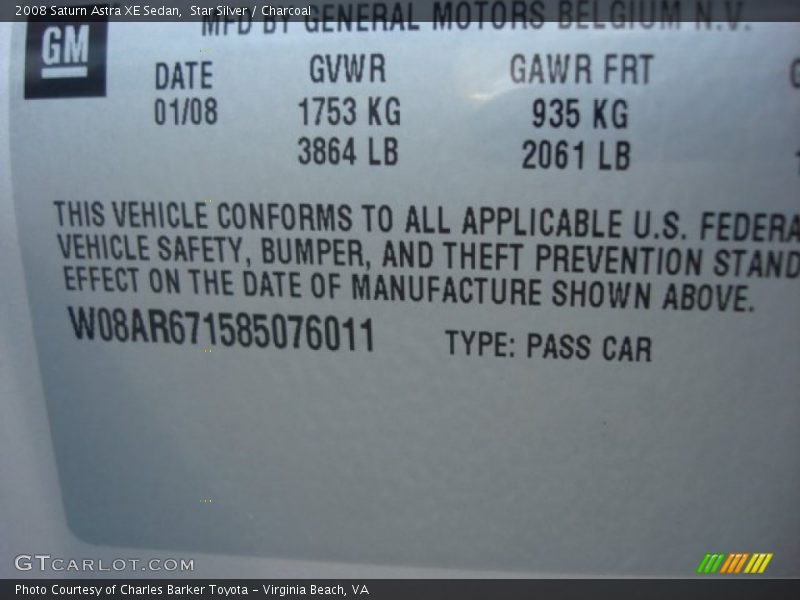 2008 Saturn Astra XE Sedan, Star Silver / Charcoal
MFD BY GENERAL MOTORS BELGIUM N.V.
GM
DATE GVWR GAWR FRT
01/08 1753 KG 935 KG
3864 LB 2061 LB
THIS VEHICLE CONFORMS TO ALL APPLICABLE U.S. FEDERA
VEHICLE SAFETY, BUMPER, AND THEFT PREVENTION STAND
EFFECT ON THE DATE OF MANUFACTURE SHOWN ABOVE.
W08AR671585076011 TYPE: PASS CAR
GTCARLOT.COM
Photo Courtesy of Charles Barker Toyota - Virginia Beach, VA